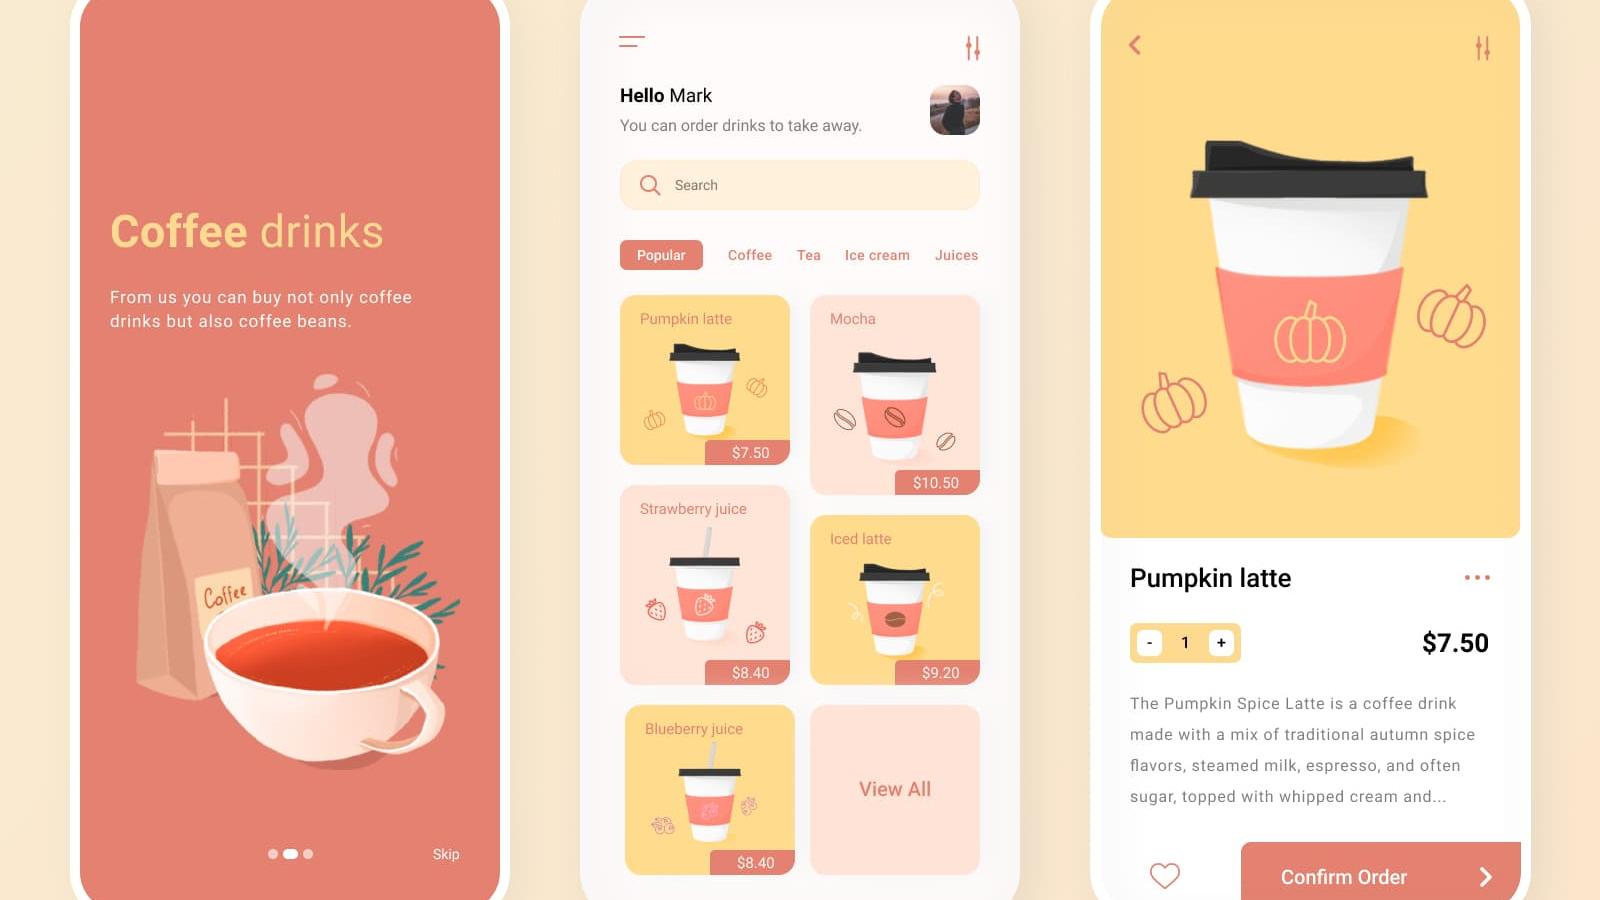 Coffee drinks
From us you can buy not only coffee
drinks but also coffee beans.
Coffee
Skip
Hello Mark
You can order drinks to take away.
Search
Popular Coffee Tea Ice cream Juices
Pumpkin latte
$7.50
Mocha
$10.50
Strawberry juice
$8.40
Iced latte
$9.20
Blueberry juice
$8.40
View All
Pumpkin latte
- 1 +
$7.50
The Pumpkin Spice Latte is a coffee drink
made with a mix of traditional autumn spice
flavors, steamed milk, espresso, and often
sugar, topped with whipped cream and...
Confirm Order